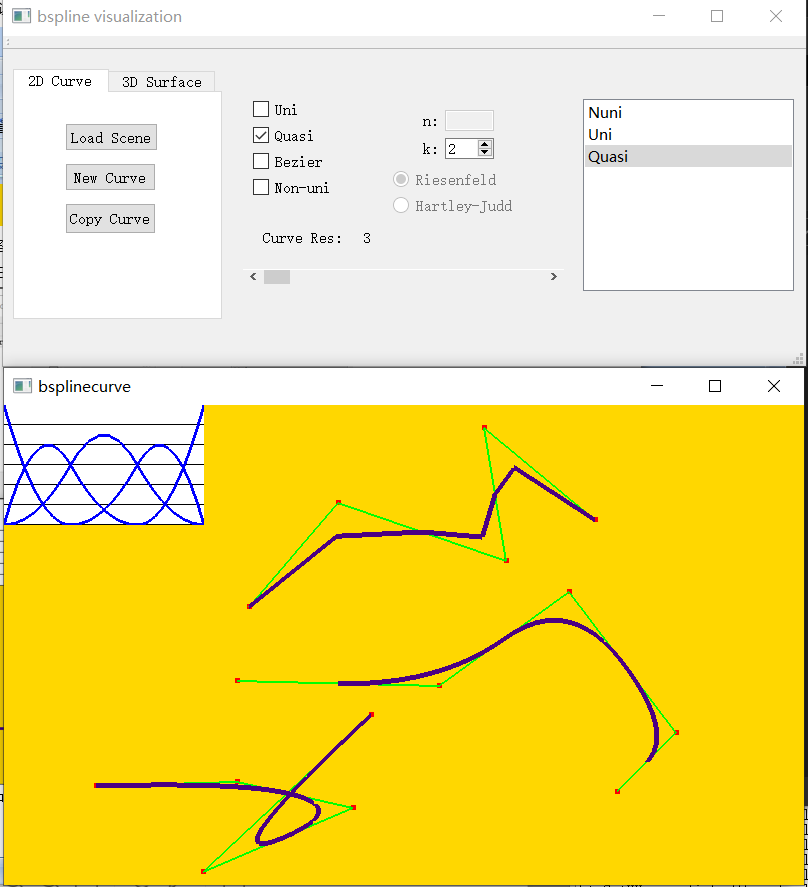 bspline visualization
2D Curve
3D Surface
Load Scene
New Curve
Copy Curve
Uni
Quasi
Bezier
Non-uni
n:
k: 2
Riesenfeld
Hartley-Judd
Curve Res: 3
Nuni
Uni
Quasi
bsplinecurve